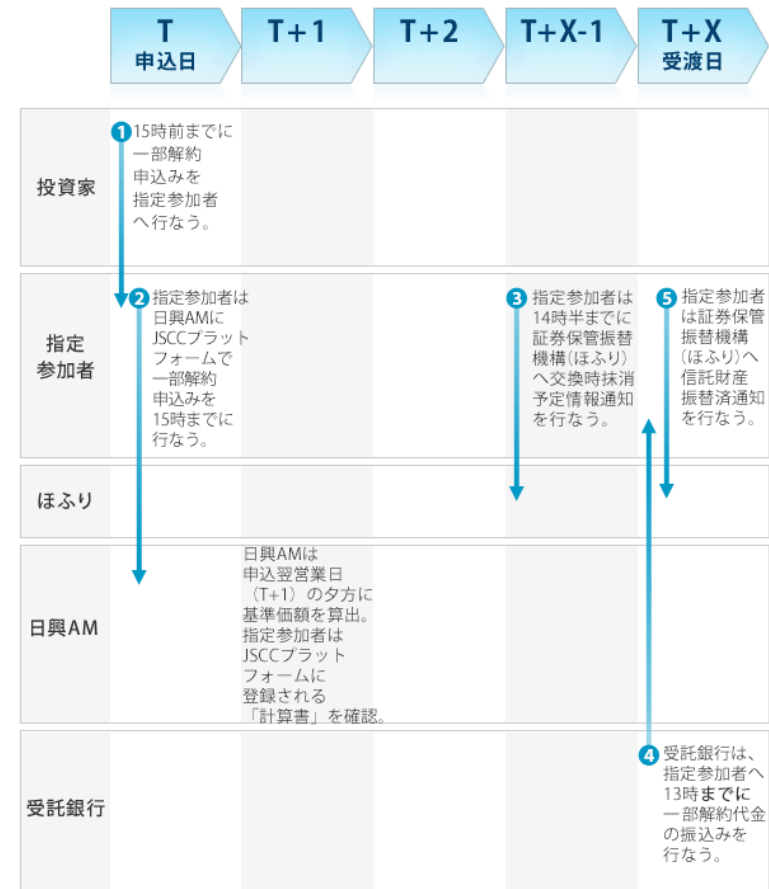 T
申込日
T+1
T+2
T+X-1
T+X
受渡日
投資家
❶15時前までに
一部解約
申込みを
指定参加者
へ行なう。
指定
参加者
❷指定参加者は
日興AMに
JSCCプラット
フォームで
一部解約
申込みを
15時までに
行なう。
❸指定参加者は
14時半までに
証券保管振替
機構(ほふり)
へ交換時抹消
予定情報通知
を行なう。
❺指定参加者
は証券保管
振替機構
(ほふり)へ
信託財産
振替済通知
を行なう。
ほふり
日興AM
日興AMは
申込翌営業日
（T+1）の夕方に
基準価額を算出。
指定参加者は
JSCCプラット
フォームに
登録される
「計算書」を確認。
受託銀行
❹受託銀行は、
指定参加者へ
13時までに
一部解約代金
の振込みを
行なう。